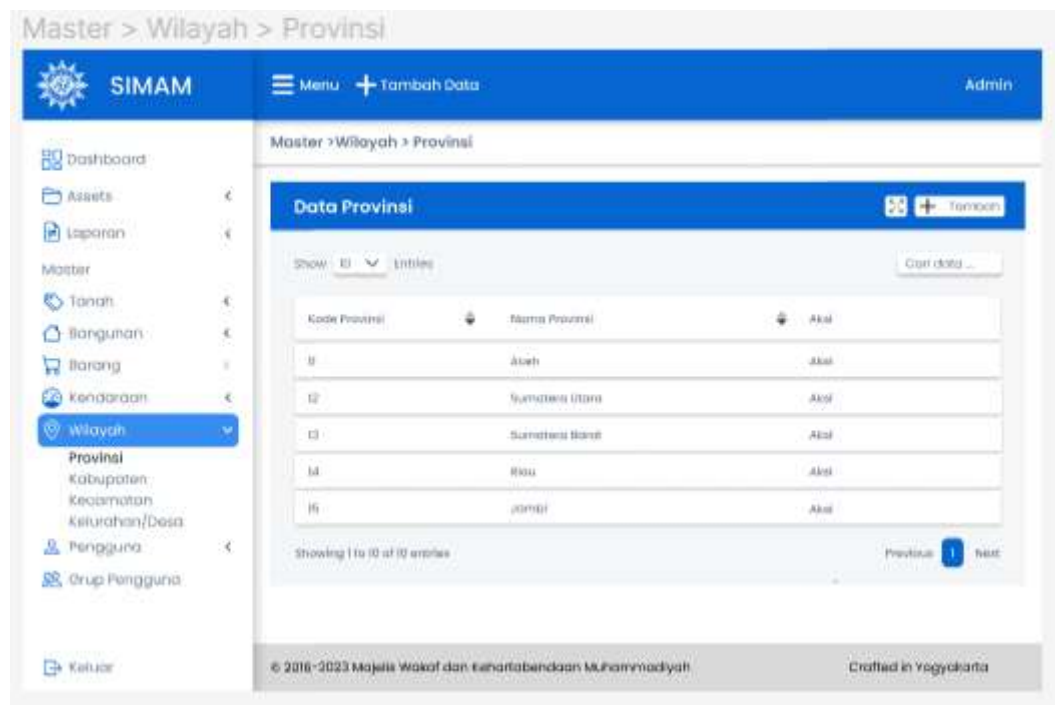 Master > Wilayah > Provinsi
SIMAM
Menu
Tambah Data
Admin
Dashboard
Assets
Laporan
Master
Tanah
Bangunan
Barang
Kendaraan
Wilayah
Provinsi
Kabupaten
Kecamatan
Kelurahan/Desa
Pengguna
Grup Pengguna
Keluar
Master >Wilayah > Provinsi
Data Provinsi
Tambah
Show 10 Entries
Cari data ...
Kode Provinsi Nama Provinsi Aksi
11 Aceh Aksi
12 Sumatera Utara Aksi
13 Sumatera Barat Aksi
14 Riau Aksi
15 Jambi Aksi
Showing 1 to 10 of 10 entries
Previous 1 Next
© 2016-2023 Majelis Wakaf dan Kehartabendaan Muhammadiyah
Crafted in Yogyakarta